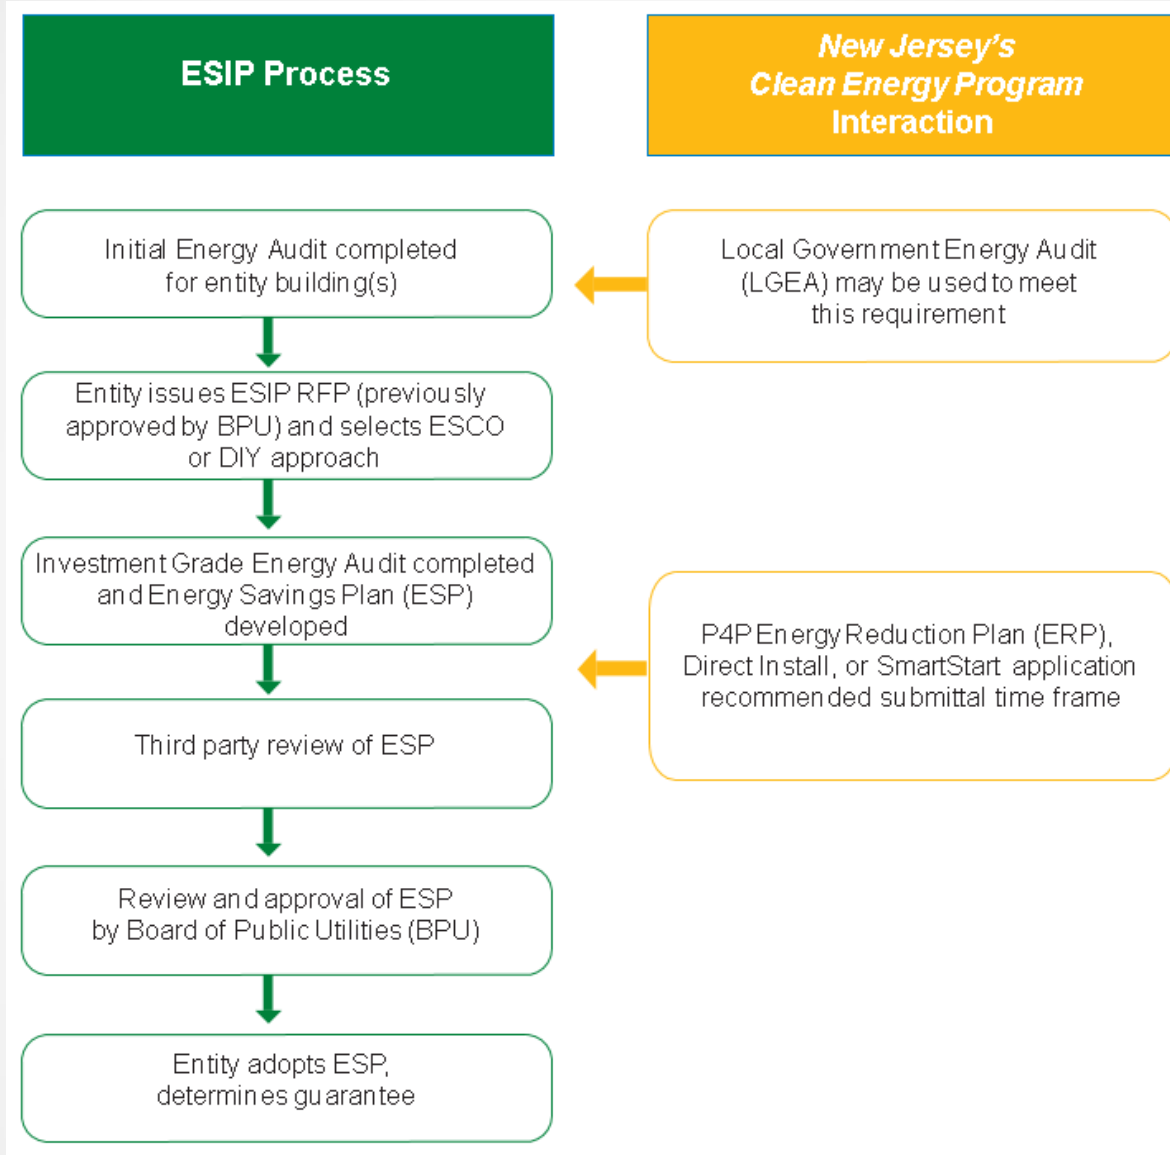 ESIP Process
New Jersey's
Clean Energy Program
Interaction
Initial Energy Audit completed
for entity building(s)
Local Government Energy Audit
(LGEA) may be used to meet
this requirement
Entity issues ESIP RFP (previously
approved by BPU) and selects ESCO
or DIY approach
Investment Grade Energy Audit completed
and Energy Savings Plan (ESP)
developed
P4P Energy Reduction Plan (ERP),
Direct Install, or SmartStart application
recommended submittal time frame
Third party review of ESP
Review and approval of ESP
by Board of Public Utilities (BPU)
Entity adopts ESP,
determines guarantee